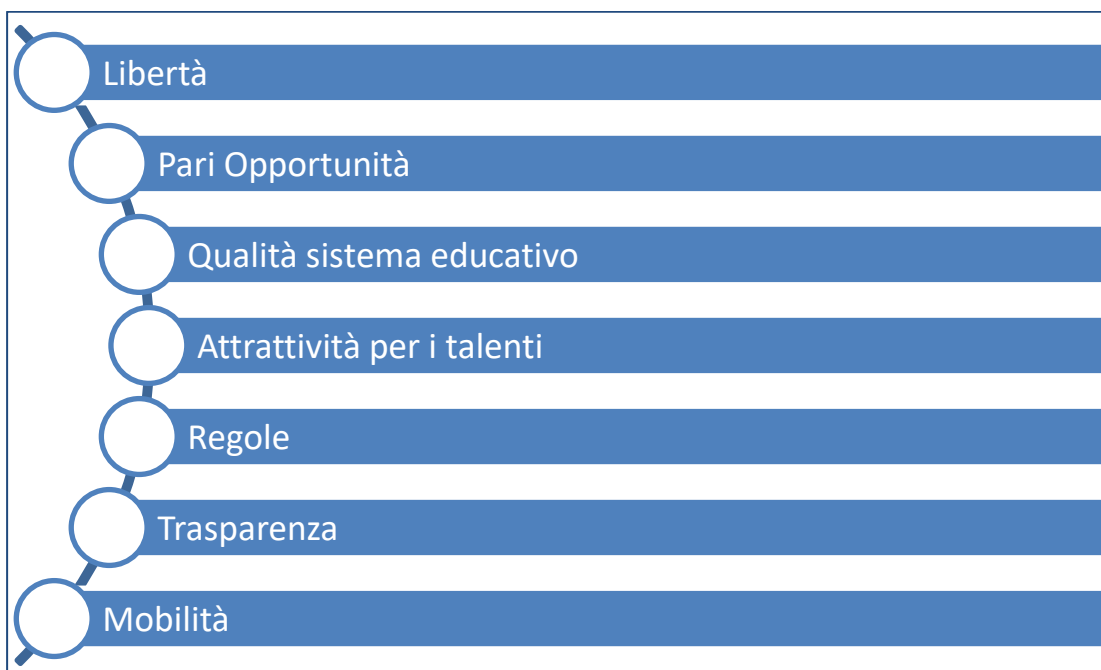 Libertà
Pari Opportunità
Qualità sistema educativo
Attrattività per i talenti
Regole
Trasparenza
Mobilità